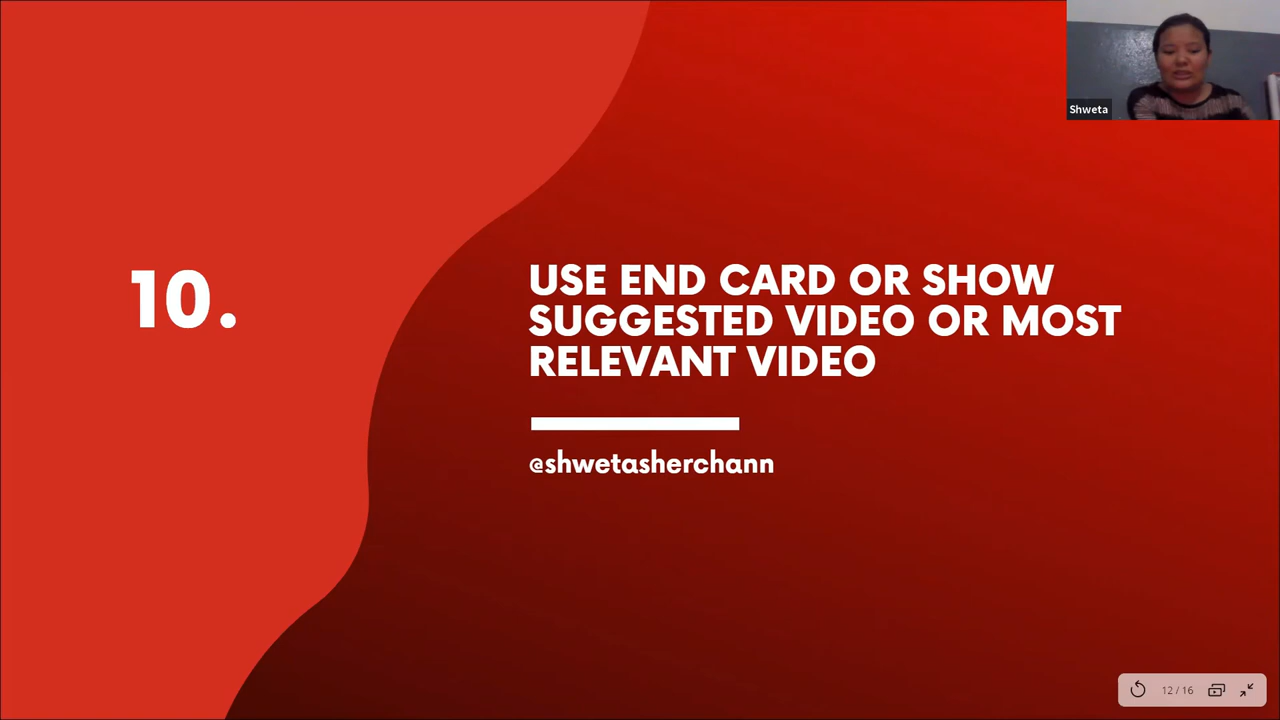 Shweta
10.
USE END CARD OR SHOW
SUGGESTED VIDEO OR MOST
RELEVANT VIDEO
@shwetasherchann
12 / 16